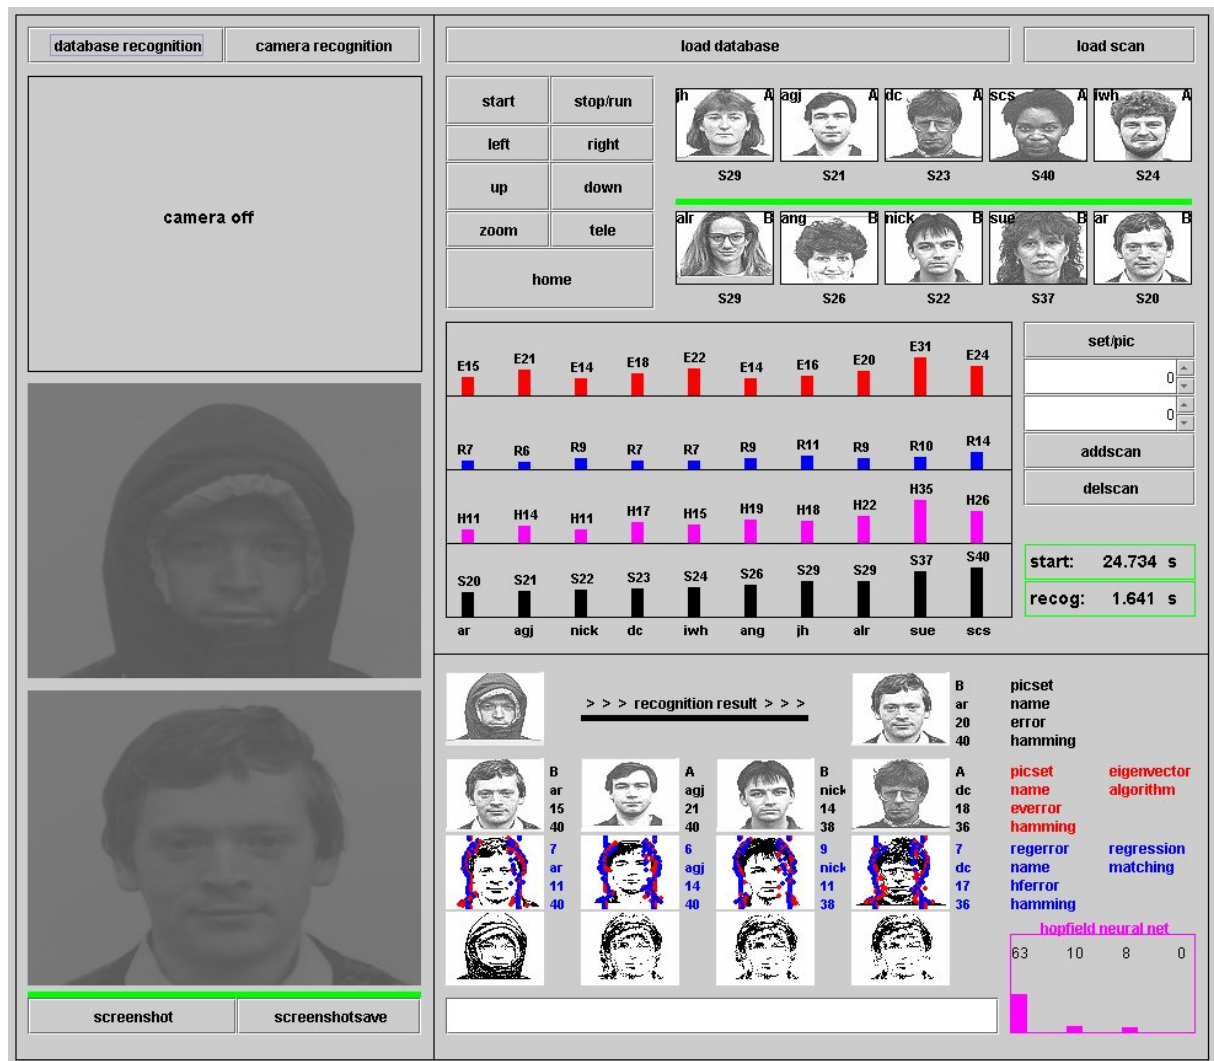 database recognition camera recognition load database load scan
camera off
start stop/run
left right
up down
zoom tele
home
jh A agj A dc A scs A iwh A
S29 S21 S23 S40 S24
alr B ang B nick B sue B ar B
S29 S26 S22 S37 S20
E15 E21 E14 E18 E22 E14 E16 E20 E31 E24
R7 R6 R9 R7 R7 R9 R11 R9 R10 R14
H11 H14 H11 H17 H15 H19 H18 H22 H35 H26
S20 S21 S22 S23 S24 S26 S29 S29 S37 S40
ar agj nick dc iwh ang jh alr sue scs
set/pic
0
0
addscan
delscan
start: 24.734 s
recog: 1.641 s
> > > recognition result > > >
B picset
ar name
20 error
40 hamming
B A B A picset eigenvector
ar agj nick dc name algorithm
15 21 14 18 everror
40 40 38 36 hamming
7 6 9 7 regerror regression
ar agj nick dc name matching
11 14 11 17 hferror
40 40 38 36 hamming
hopfield neural net
63 10 8 0
screenshot screenshotsave